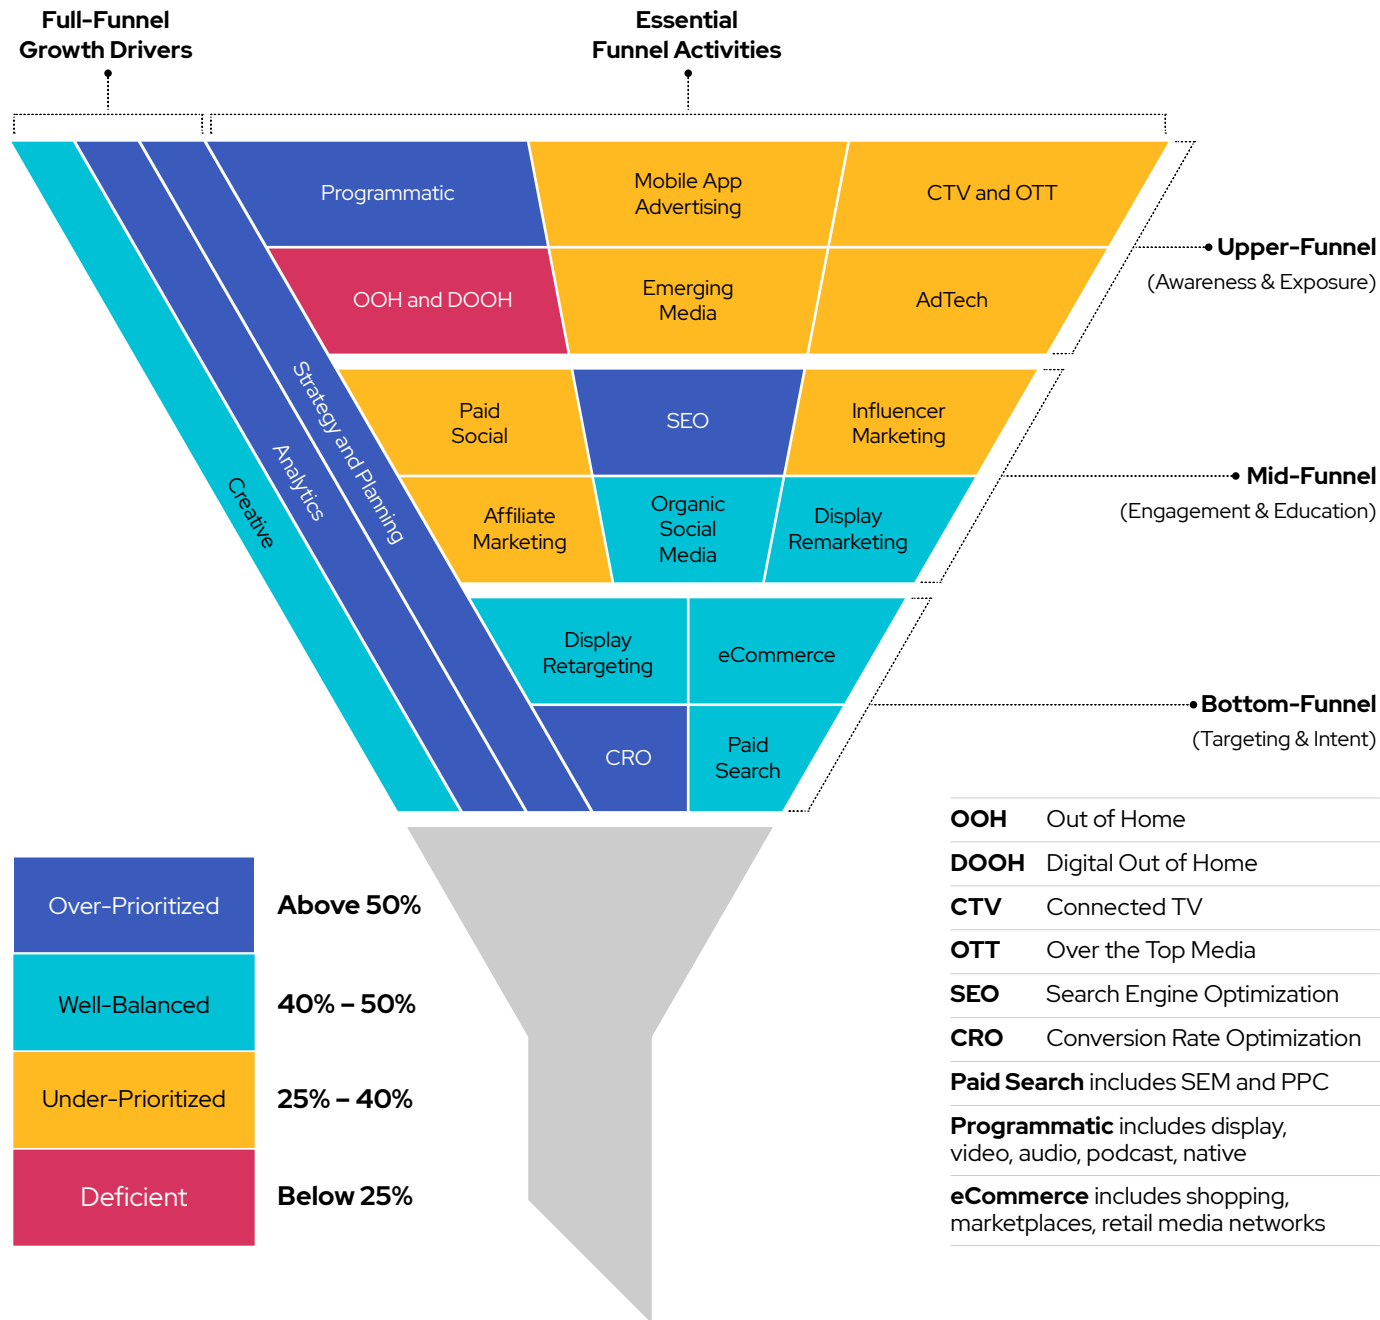 Full-Funnel
Growth Drivers
Essential
Funnel Activities
Programmatic
Mobile App
Advertising
CTV and OTT
OOH and DOOH
Emerging
Media
AdTech
Upper-Funnel
(Awareness & Exposure)
Creative
Analytics
Strategy and Planning
Paid
Social
SEO
Influencer
Marketing
Affiliate
Marketing
Organic
Social
Media
Display
Remarketing
Mid-Funnel
(Engagement & Education)
Display
Retargeting
eCommerce
CRO
Paid
Search
Bottom-Funnel
(Targeting & Intent)
Over-Prioritized
Above 50%
Well-Balanced
40% – 50%
Under-Prioritized
25% – 40%
Deficient
Below 25%
OOH Out of Home
DOOH Digital Out of Home
CTV Connected TV
OTT Over the Top Media
SEO Search Engine Optimization
CRO Conversion Rate Optimization
Paid Search includes SEM and PPC
Programmatic includes display,
video, audio, podcast, native
eCommerce includes shopping,
marketplaces, retail media networks